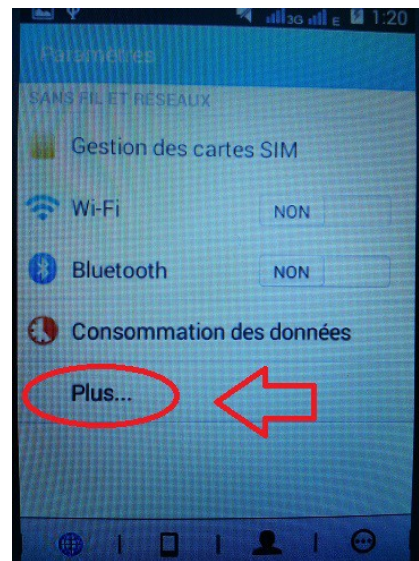 3G E 1:20
Paramètres
SANS FIL ET RÉSEAUX
Gestion des cartes SIM
Wi-Fi NON
Bluetooth NON
Consommation des données
Plus...